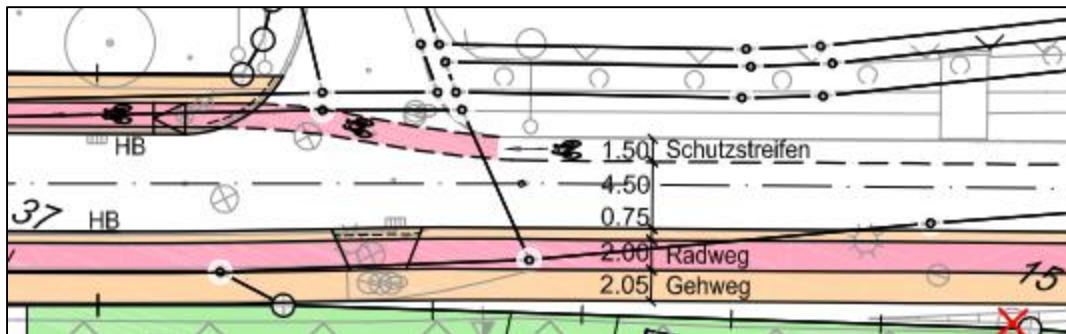 HB
1.50 Schutzstreifen
4.50
37 HB 0.75
2.00 Radweg
2.05 Gehweg 15